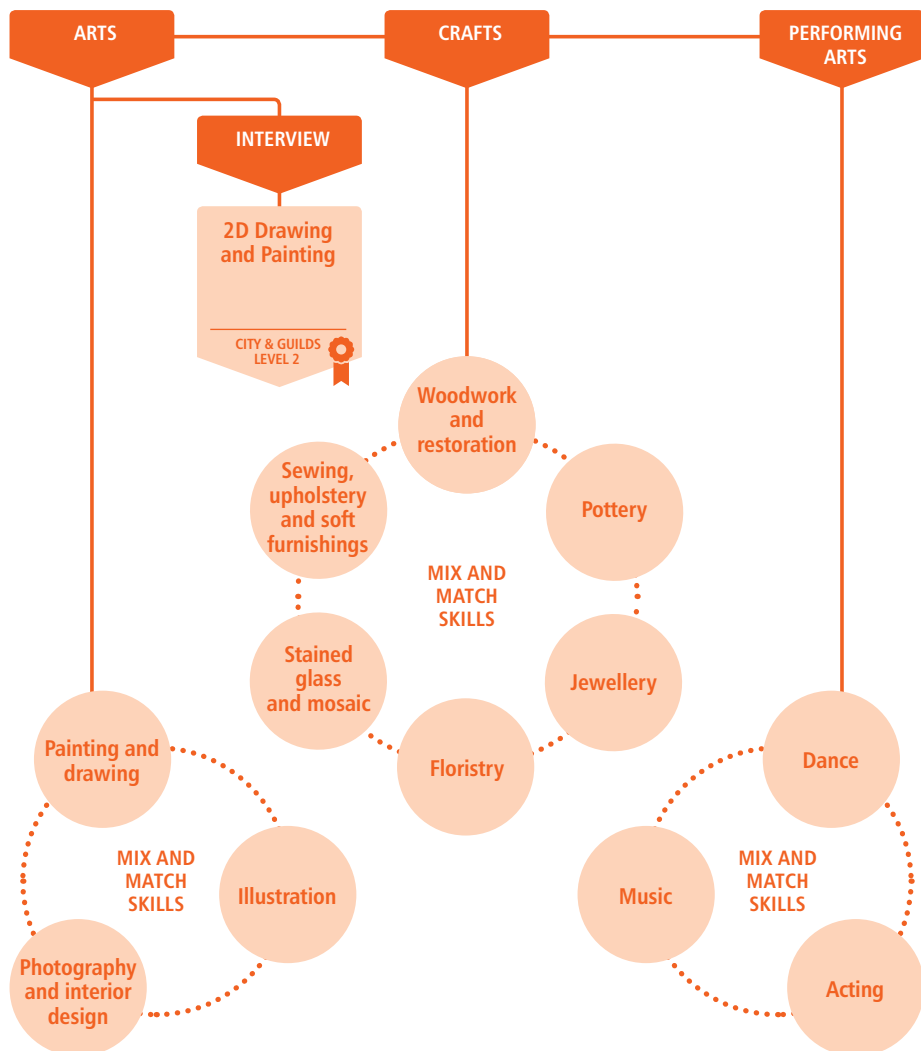 ARTS
CRAFTS
PERFORMING
ARTS
INTERVIEW
2D Drawing
and Painting
CITY & GUILDS
LEVEL 2
Woodwork
and
restoration
Sewing,
upholstery
and soft
furnishings
Pottery
MIX AND
MATCH
SKILLS
Stained
glass
and mosaic
Jewellery
Floristry
Painting and
drawing
MIX AND
MATCH
SKILLS
Illustration
Photography
and interior
design
Dance
MIX AND
MATCH
SKILLS
Music
Acting